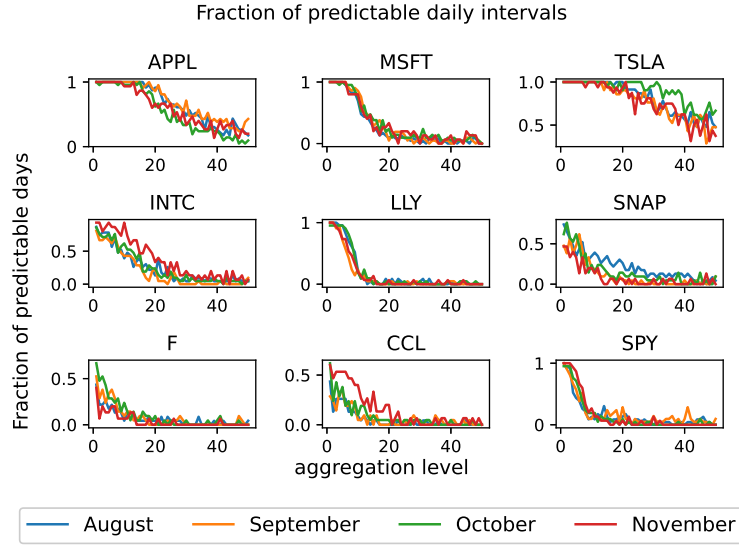 Fraction of predictable daily intervals
APPL MSFT TSLA
1 0 0 20 40
1 0 0 20 40
1.0 0.5 0 20 40
INTC LLY SNAP
0.5 0.0 0 20 40
1 0 0 20 40
0.5 0.0 0 20 40
F CCL SPY
0.5 0.0 0 20 40
0.5 0.0 0 20 40
1 0 0 20 40
Fraction of predictable days
aggregation level
August September October November